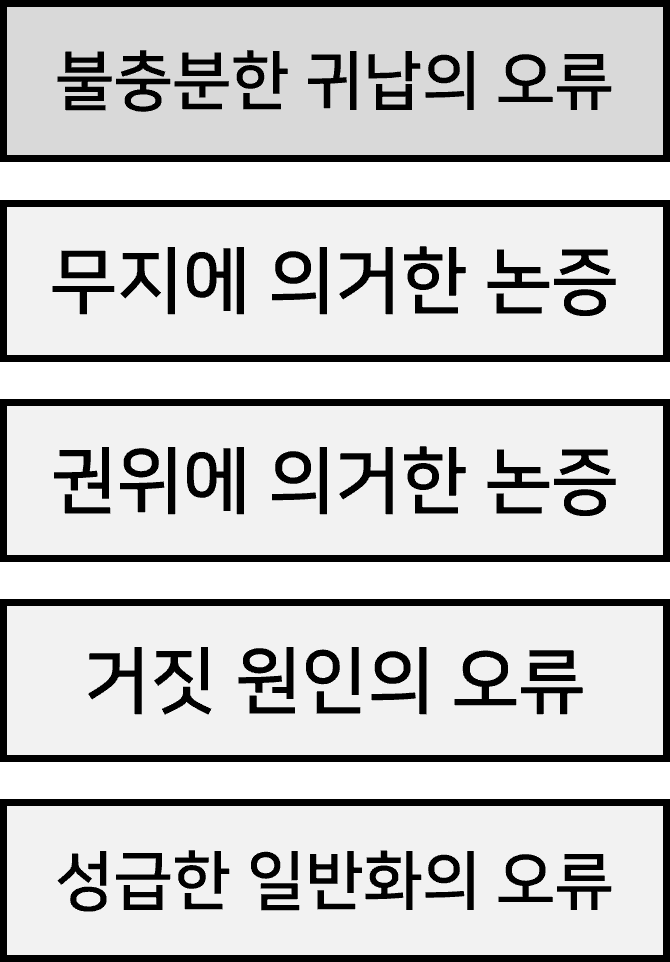 불충분한 귀납의 오류
무지에 의거한 논증
권위에 의거한 논증
거짓 원인의 오류
성급한 일반화의 오류